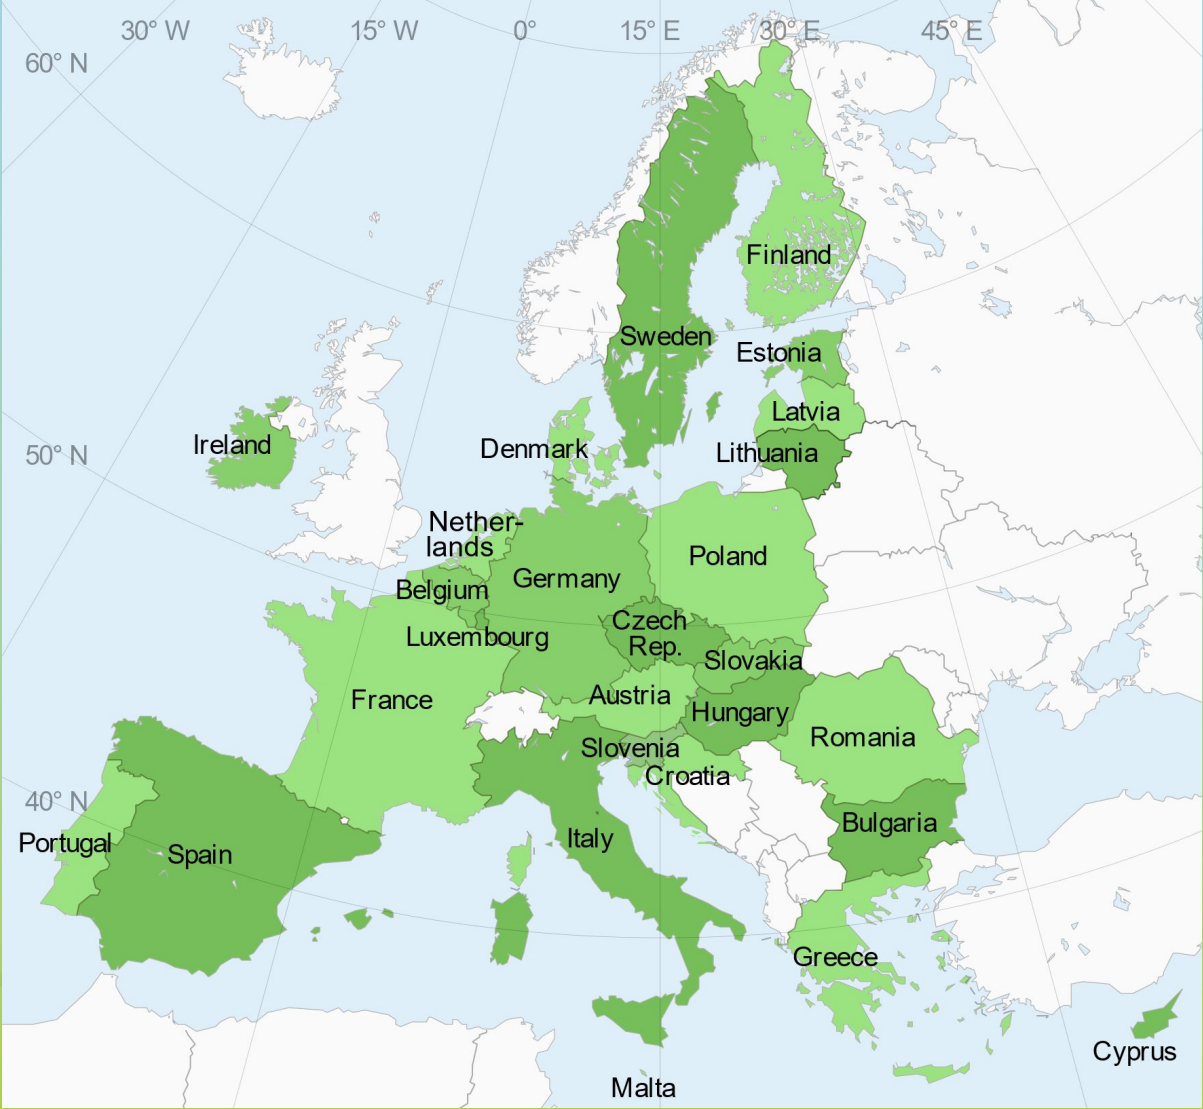 30° W
15° W
0°
15° E
30° E
45° E
60° N
Finland
Sweden
Estonia
Latvia
Ireland
Denmark
Lithuania
50° N
Nether-
lands
Poland
Germany
Belgium
Czech
Rep.
Luxembourg
Slovakia
Austria
France
Hungary
Romania
Slovenia
Croatia
40° N
Bulgaria
Portugal
Italy
Spain
Greece
Cyprus
Malta